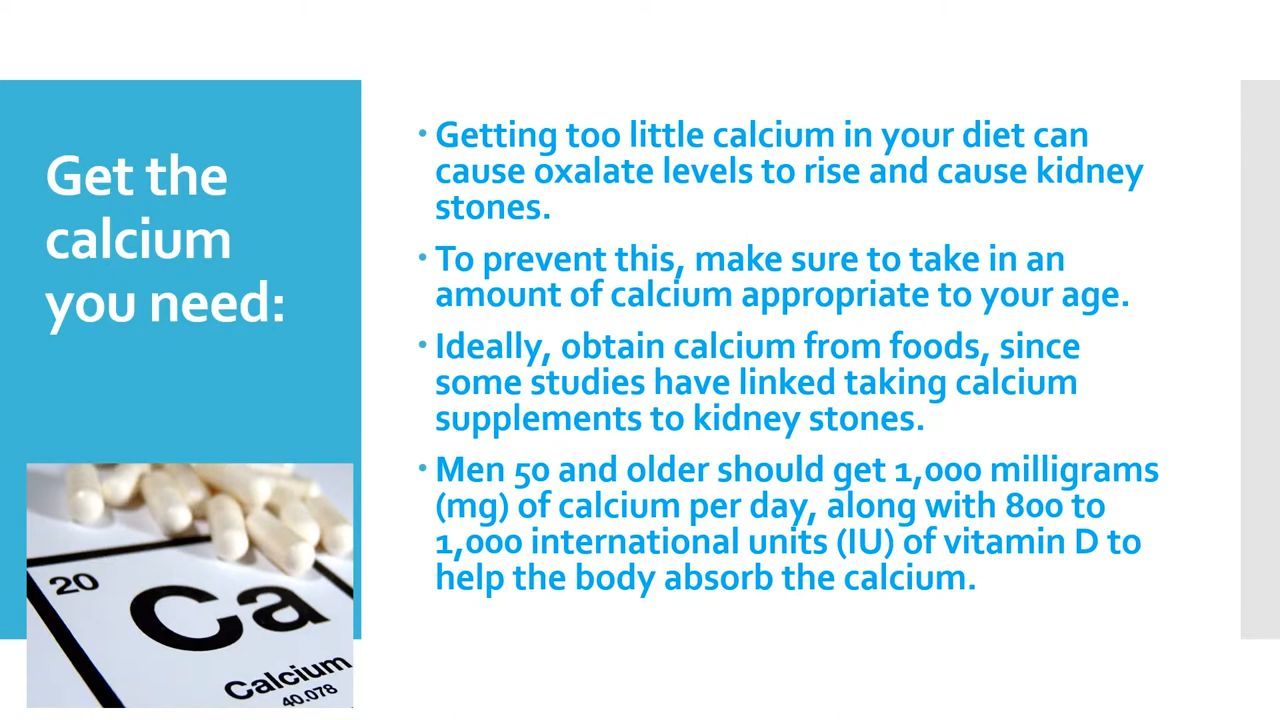 Get the
calcium
you need:
• Getting too little calcium in your diet can
cause oxalate levels to rise and cause kidney
stones.
• To prevent this, make sure to take in an
amount of calcium appropriate to your age.
• Ideally, obtain calcium from foods, since
some studies have linked taking calcium
supplements to kidney stones.
• Men 50 and older should get 1,000 milligrams
(mg) of calcium per day, along with 800 to
1,000 international units (IU) of vitamin D to
help the body absorb the calcium.
20
Ca
Calcium
40.078